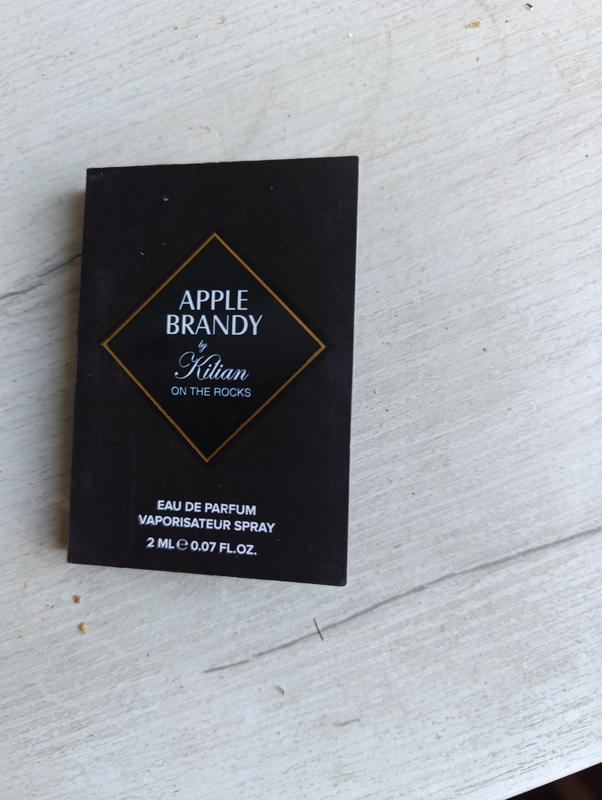 APPLE
BRANDY
by
Kilian
ON THE ROCKS
EAU DE PARFUM
VAPORISATEUR SPRAY
2 ML ℮ 0.07 FL.OZ.